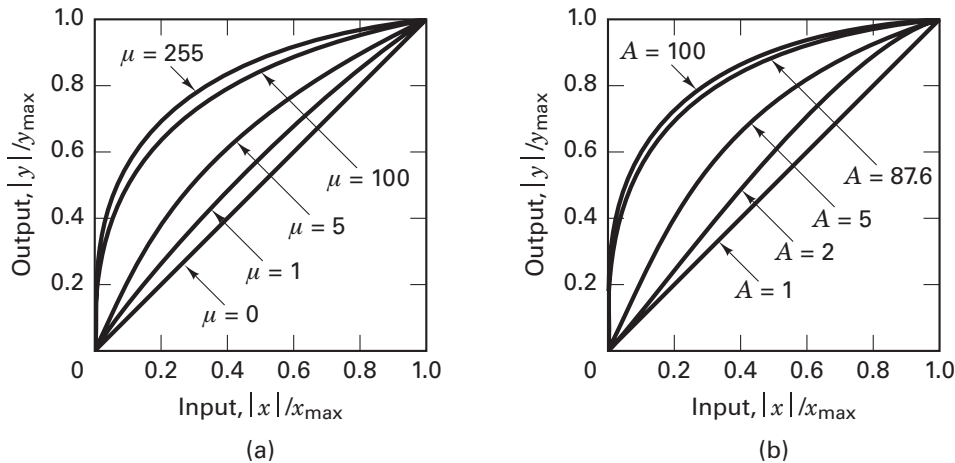 1.0
0.8
0.6
0.4
0.2
0
0.2
0.4
0.6
0.8
1.0
Output, |y|/ymax
Input, |x|/xmax
μ = 255
μ = 100
μ = 5
μ = 1
μ = 0
(a)
1.0
0.8
0.6
0.4
0.2
0
0.2
0.4
0.6
0.8
1.0
Output, |y|/ymax
Input, |x|/xmax
A = 100
A = 87.6
A = 5
A = 2
A = 1
(b)